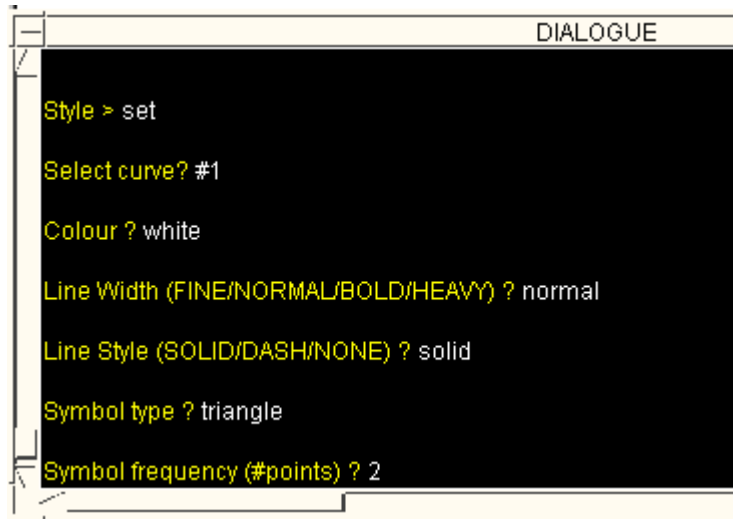 DIALOGUE
Style > set
Select curve? #1
Colour ? white
Line Width (FINE/NORMAL/BOLD/HEAVY) ? normal
Line Style (SOLID/DASH/NONE) ? solid
Symbol type ? triangle
Symbol frequency (#points) ? 2